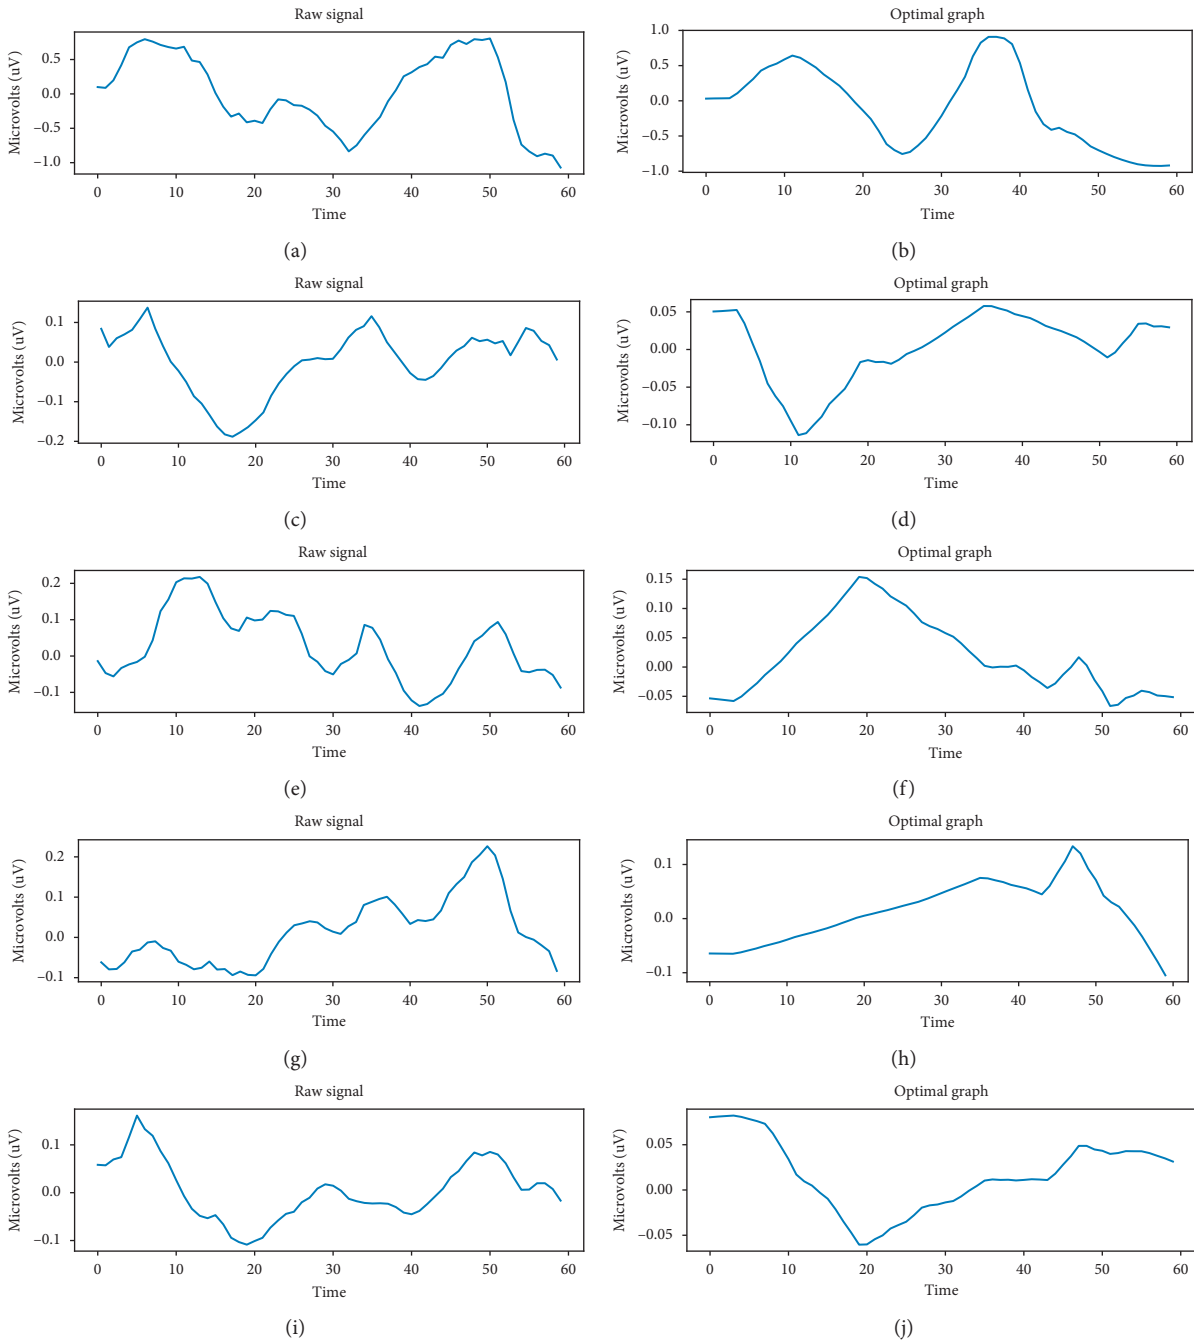 Raw signal
Microvolts (uV)
0.5
0.0
−0.5
−1.0
0 10 20 30 40 50 60
Time
(a)
Optimal graph
Microvolts (uV)
1.0
0.5
0.0
−0.5
−1.0
0 10 20 30 40 50 60
Time
(b)
Raw signal
Microvolts (uV)
0.1
0.0
−0.1
−0.2
0 10 20 30 40 50 60
Time
(c)
Optimal graph
Microvolts (uV)
0.05
0.00
−0.05
−0.10
0 10 20 30 40 50 60
Time
(d)
Raw signal
Microvolts (uV)
0.2
0.1
0.0
−0.1
0 10 20 30 40 50 60
Time
(e)
Optimal graph
Microvolts (uV)
0.15
0.10
0.05
0.00
−0.05
0 10 20 30 40 50 60
Time
(f)
Raw signal
Microvolts (uV)
0.2
0.1
0.0
−0.1
0 10 20 30 40 50 60
Time
(g)
Optimal graph
Microvolts (uV)
0.1
0.0
−0.1
0 10 20 30 40 50 60
Time
(h)
Raw signal
Microvolts (uV)
0.1
0.0
−0.1
0 10 20 30 40 50 60
Time
(i)
Optimal graph
Microvolts (uV)
0.05
0.00
−0.05
0 10 20 30 40 50 60
Time
(j)